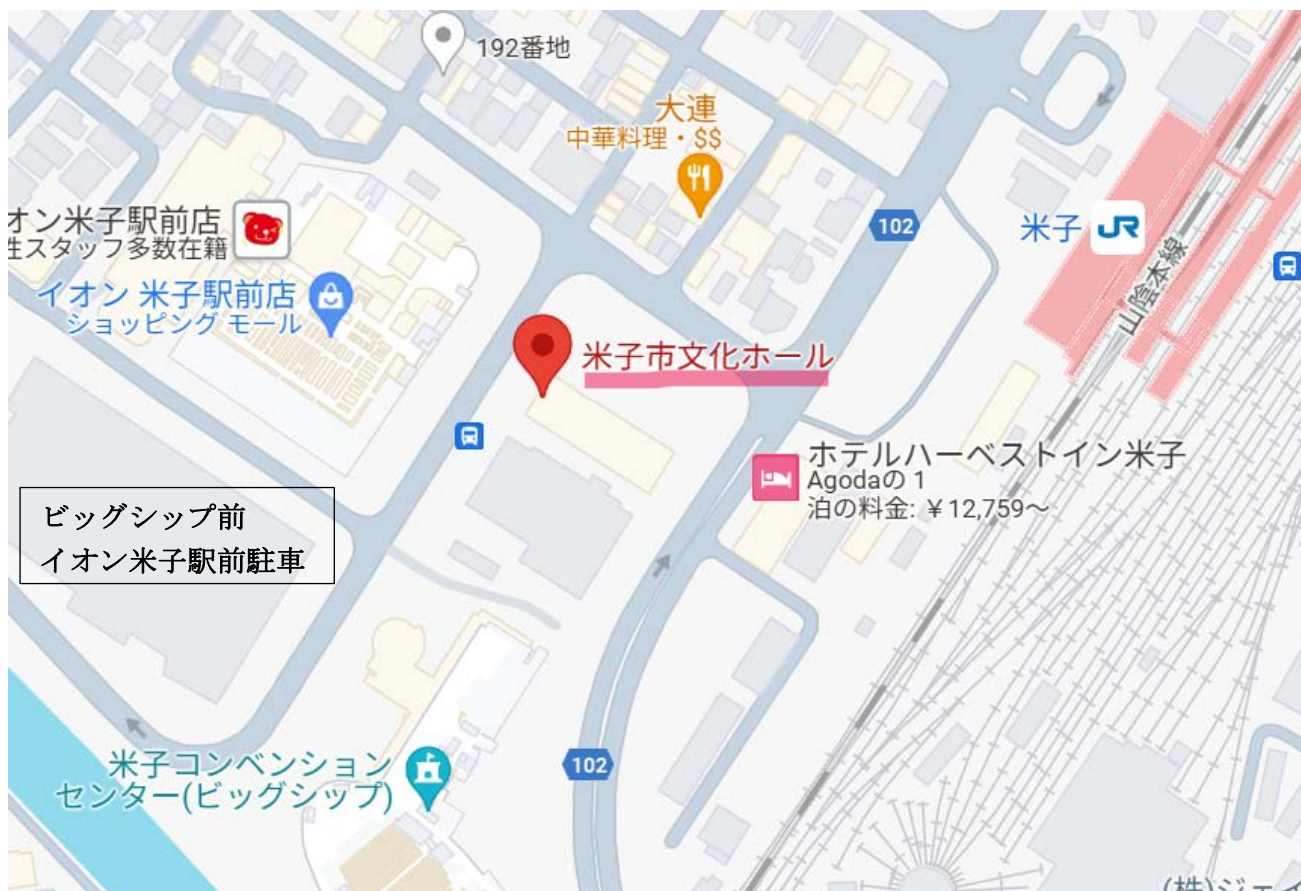 192番地
大連
中華料理・$$
102
米子 JR
山陰本線
オン米子駅前店
性スタッフ多数在籍
イオン 米子駅前店
ショッピング モール
米子市文化ホール
ホテルハーベストイン米子
Agodaの 1
泊の料金: ￥12,759～
ビッグシップ前
イオン米子駅前駐車
102
米子コンベンション
センター(ビッグシップ)
(株)ジェイ